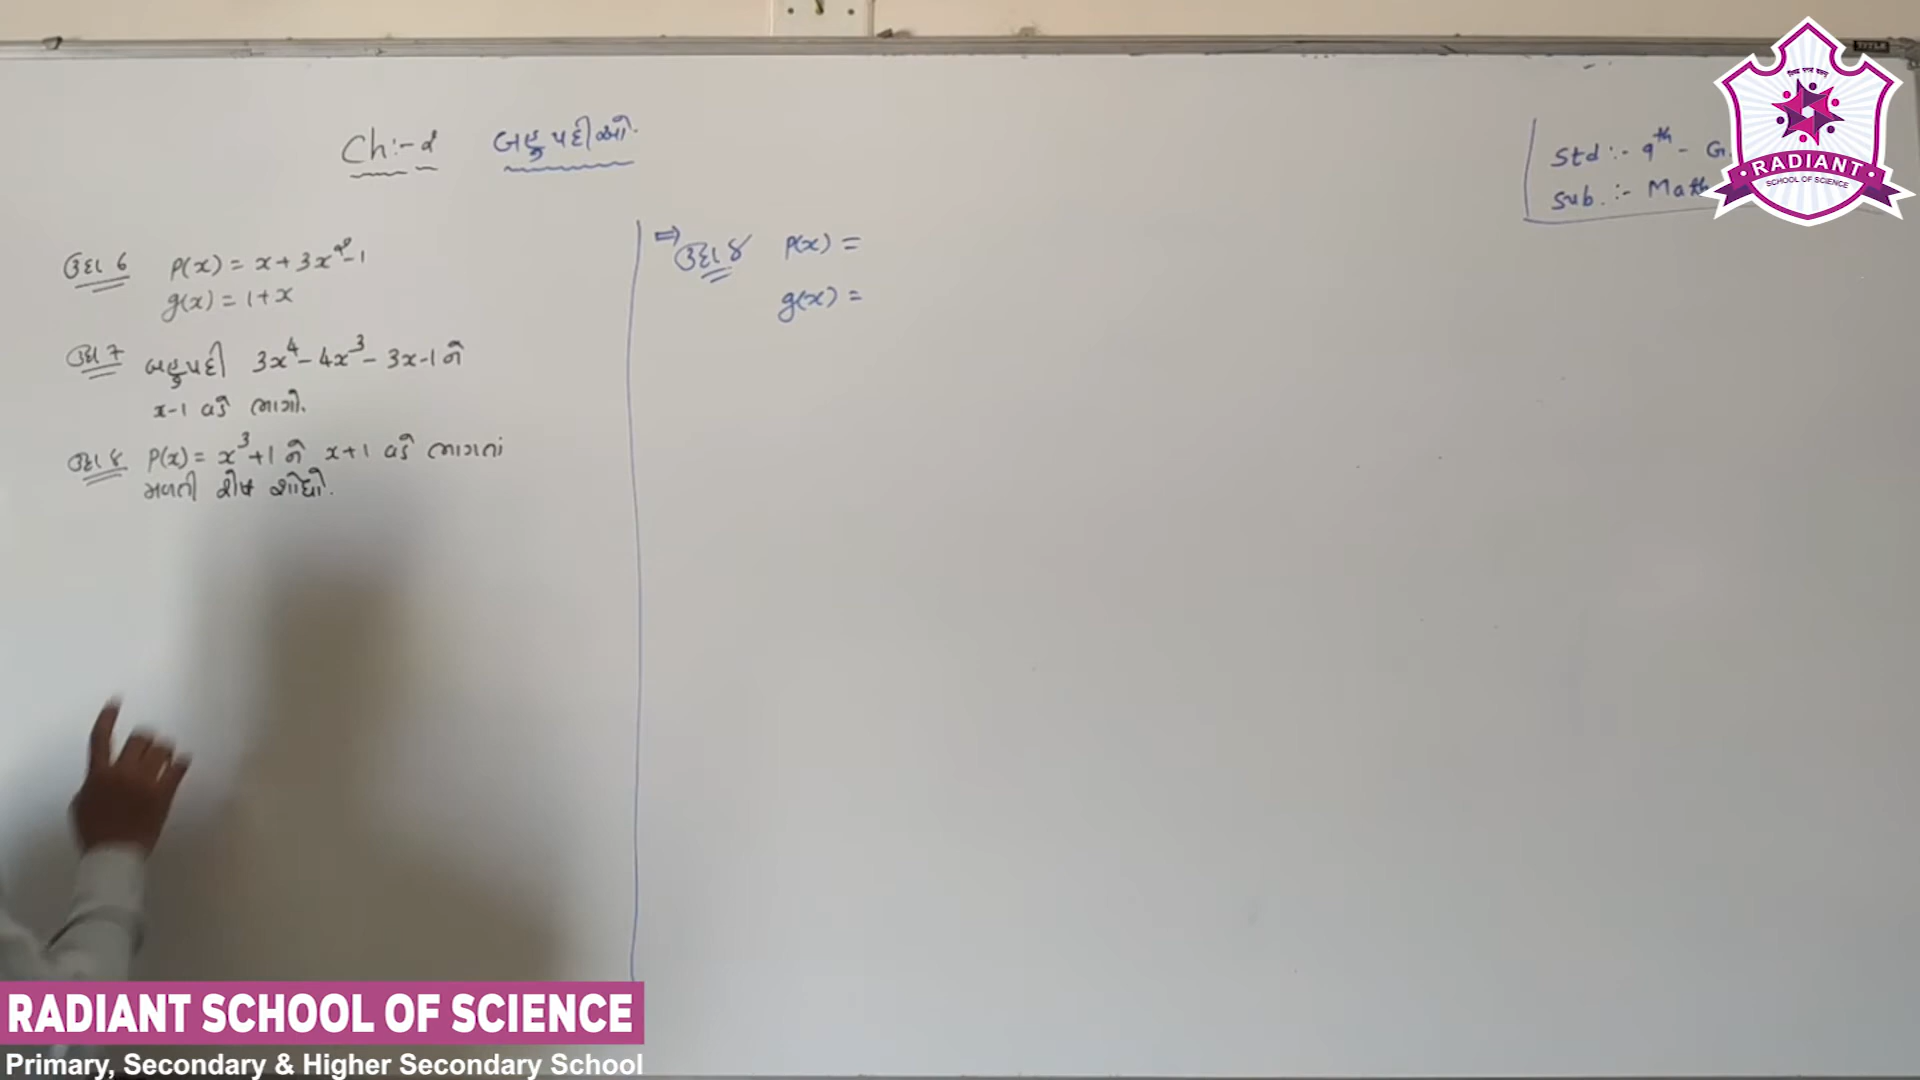 Ch:- 2 બહુપદીઓ.
Std :- 9th - G
Sub. :- Math
ઉદા 6 P(x) = x + 3x² - 1
g(x) = 1 + x
ઉદા 7 બહુપદી 3x⁴ - 4x³ - 3x - 1 ને
x - 1 વડે ભાગો.
ઉદા ૪ P(x) = x³ + 1 ને x + 1 વડે ભાગતાં
મળતી શેષ શોધો.
⇒ ઉદા ૪ P(x) =
g(x) =
RADIANT
SCHOOL OF SCIENCE
RADIANT SCHOOL OF SCIENCE
Primary, Secondary & Higher Secondary School